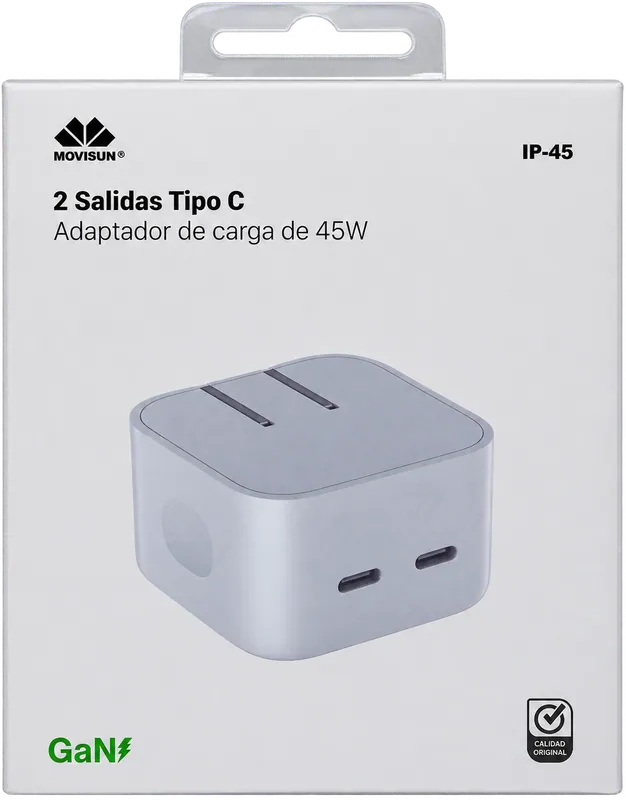 MOVISUN®
IP-45
2 Salidas Tipo C
Adaptador de carga de 45W
GaN
CALIDAD
ORIGINAL